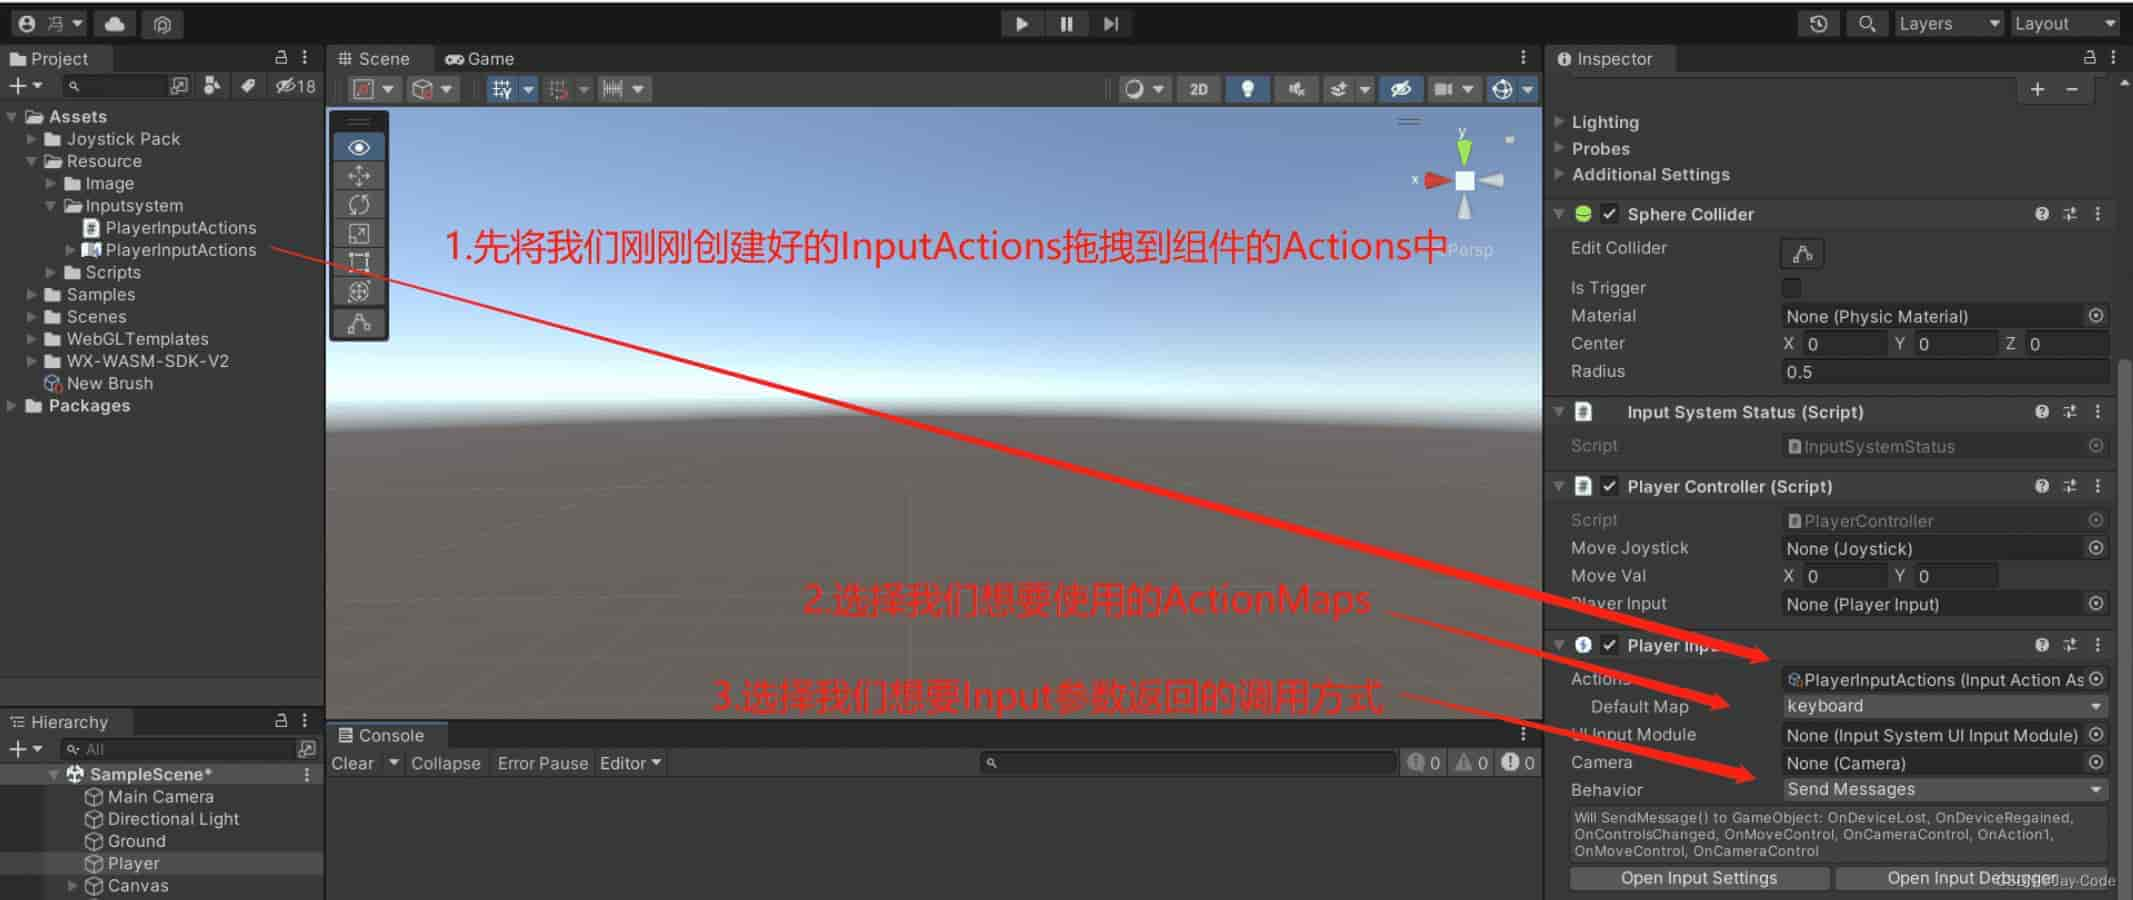 冯
Layers
Layout
Project
18
Assets
Joystick Pack
Resource
Image
Inputsystem
PlayerInputActions
PlayerInputActions
Scripts
Samples
Scenes
WebGLTemplates
WX-WASM-SDK-V2
New Brush
Packages
Hierarchy
All
SampleScene*
Main Camera
Directional Light
Ground
Player
Canvas
Scene
Game
2D
y
x
Persp
1.先将我们刚刚创建好的InputActions拖拽到组件的Actions中
2.选择我们想要使用的ActionMaps
3.选择我们想要Input参数返回的调用方式
Console
Clear
Collapse
Error Pause
Editor
0
0
0
Inspector
Lighting
Probes
Additional Settings
Sphere Collider
Edit Collider
Is Trigger
Material
None (Physic Material)
Center
X 0 Y 0 Z 0
Radius
0.5
# Input System Status (Script)
Script
InputSystemStatus
# Player Controller (Script)
Script
PlayerController
Move Joystick
None (Joystick)
Move Val
X 0 Y 0
Player Input
None (Player Input)
Player Inpu
Actions
PlayerInputActions (Input Action As
Default Map
keyboard
UI Input Module
None (Input System UI Input Module)
Camera
None (Camera)
Behavior
Send Messages
Will SendMessage() to GameObject: OnDeviceLost, OnDeviceRegained,
OnControlsChanged, OnMoveControl, OnCameraControl, OnAction1,
OnMoveControl, OnCameraControl
Open Input Settings
Open Input Debugger
Jay-Code